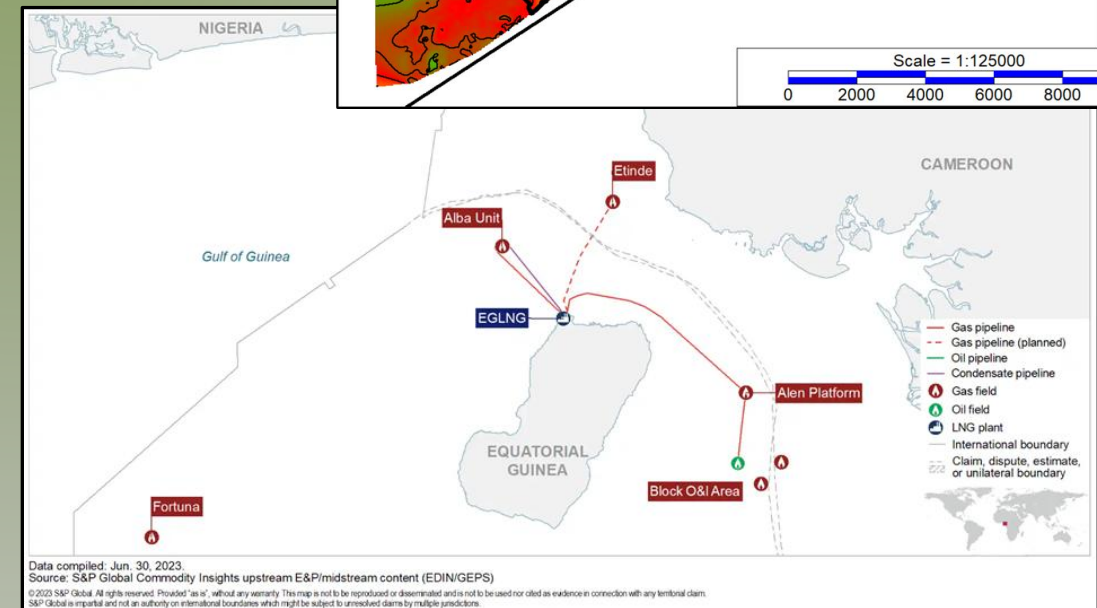 Scale = 1:125000
0 2000 4000 6000 8000
NIGERIA
CAMEROON
Etinde
Alba Unit
Gulf of Guinea
EGLNG
Gas pipeline
Gas pipeline (planned)
Oil pipeline
Condensate pipeline
Gas field
Oil field
LNG plant
International boundary
Claim, dispute, estimate,
or unilateral boundary
Alen Platform
EQUATORIAL
GUINEA
Block O&I Area
Fortuna
Data compiled: Jun. 30, 2023.
Source: S&P Global Commodity Insights upstream E&P/midstream content (EDIN/GEPS)
©2023 S&P Global. All rights reserved. Provided "as is", without any warranty. This map is not to be reproduced or disseminated and is not to be used nor cited as evidence in connection with any territorial claim.
S&P Global is impartial and not an authority on international boundaries which might be subject to unresolved claims by multiple jurisdictions.